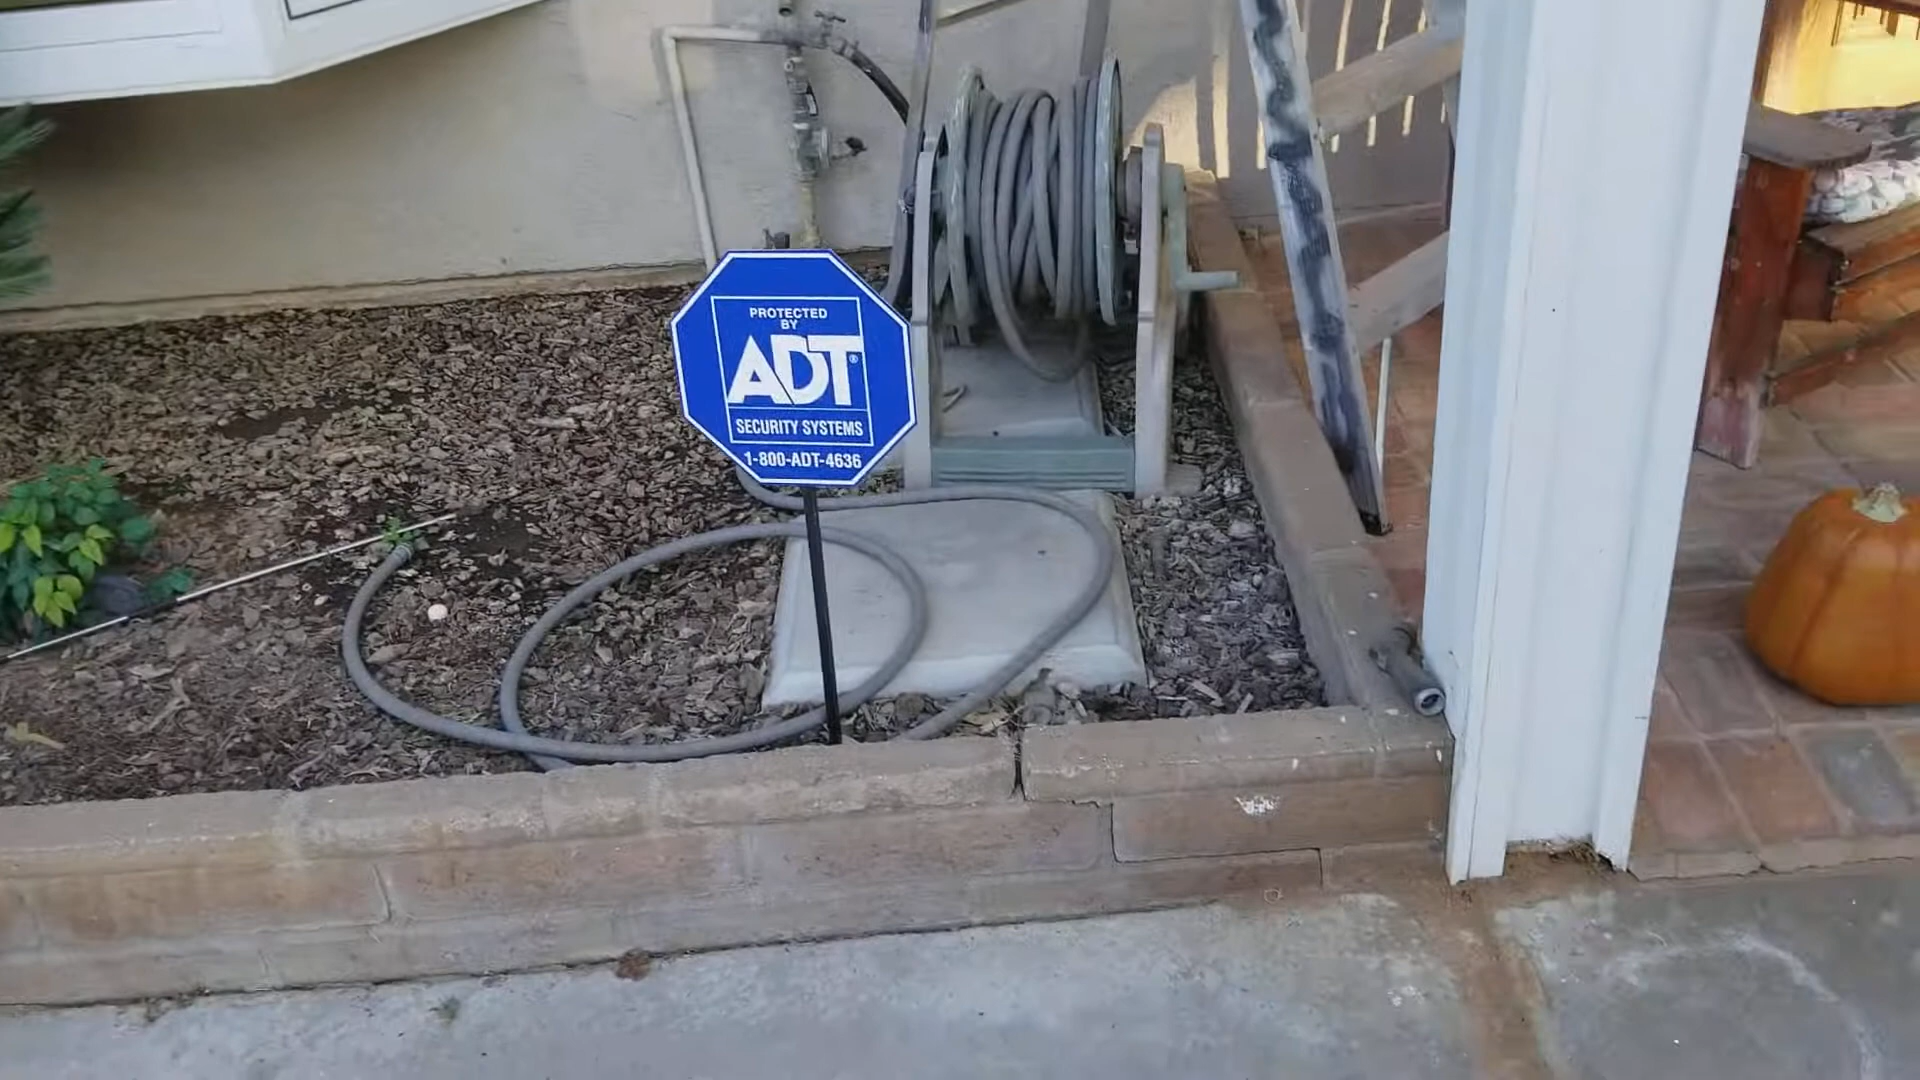 PROTECTED
BY
ADT®
SECURITY SYSTEMS
1-800-ADT-4636